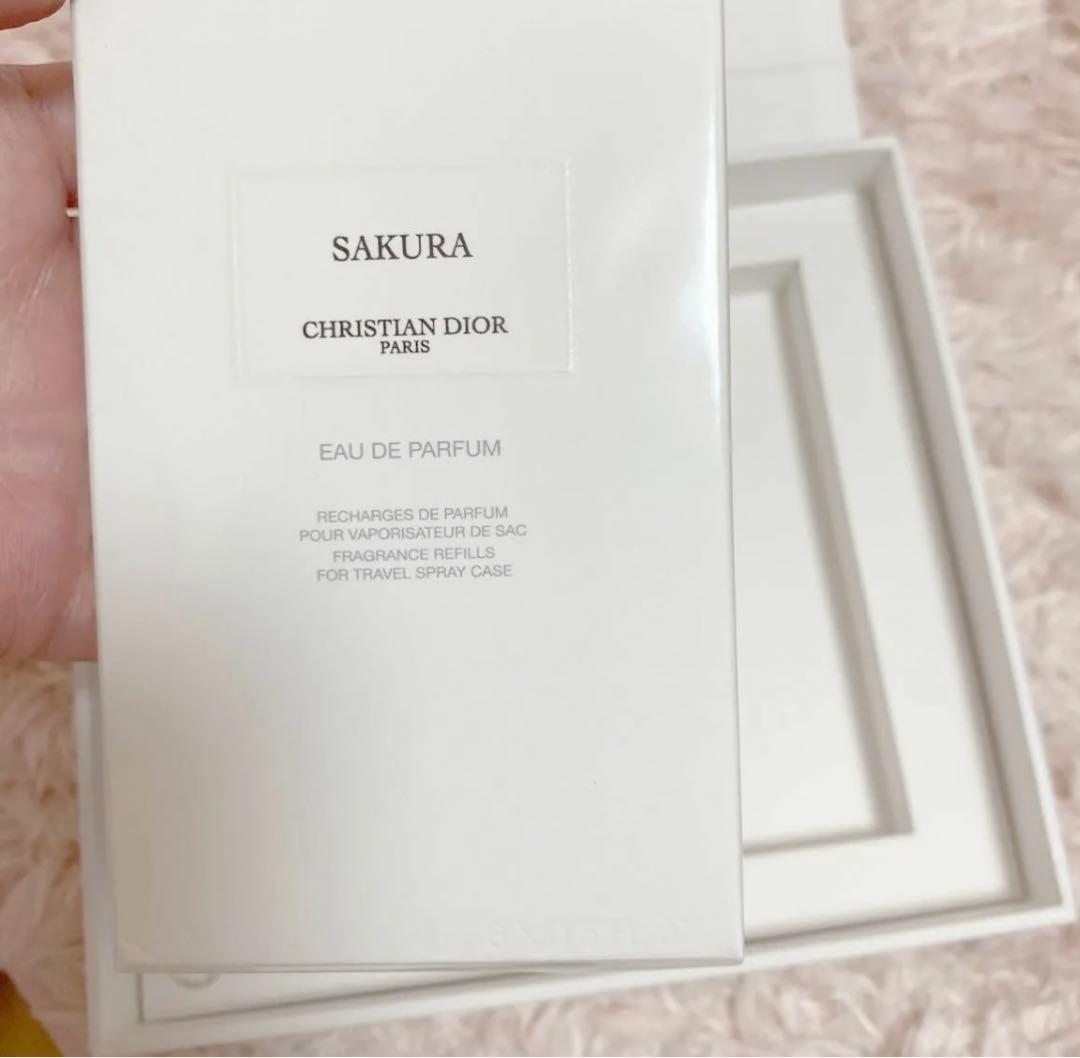 SAKURA
CHRISTIAN DIOR
PARIS
EAU DE PARFUM
RECHARGES DE PARFUM
POUR VAPORISATEUR DE SAC
FRAGRANCE REFILLS
FOR TRAVEL SPRAY CASE